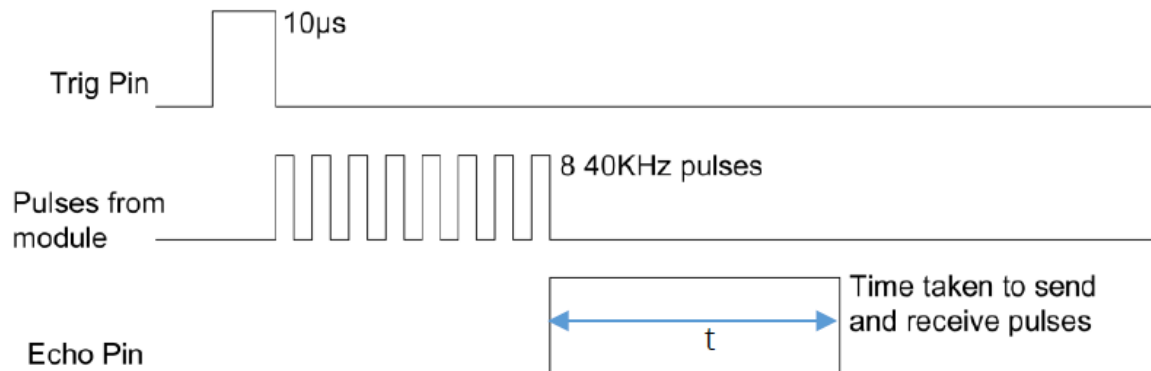 10µs
Trig Pin
8 40KHz pulses
Pulses from
module
Time taken to send
and receive pulses
t
Echo Pin